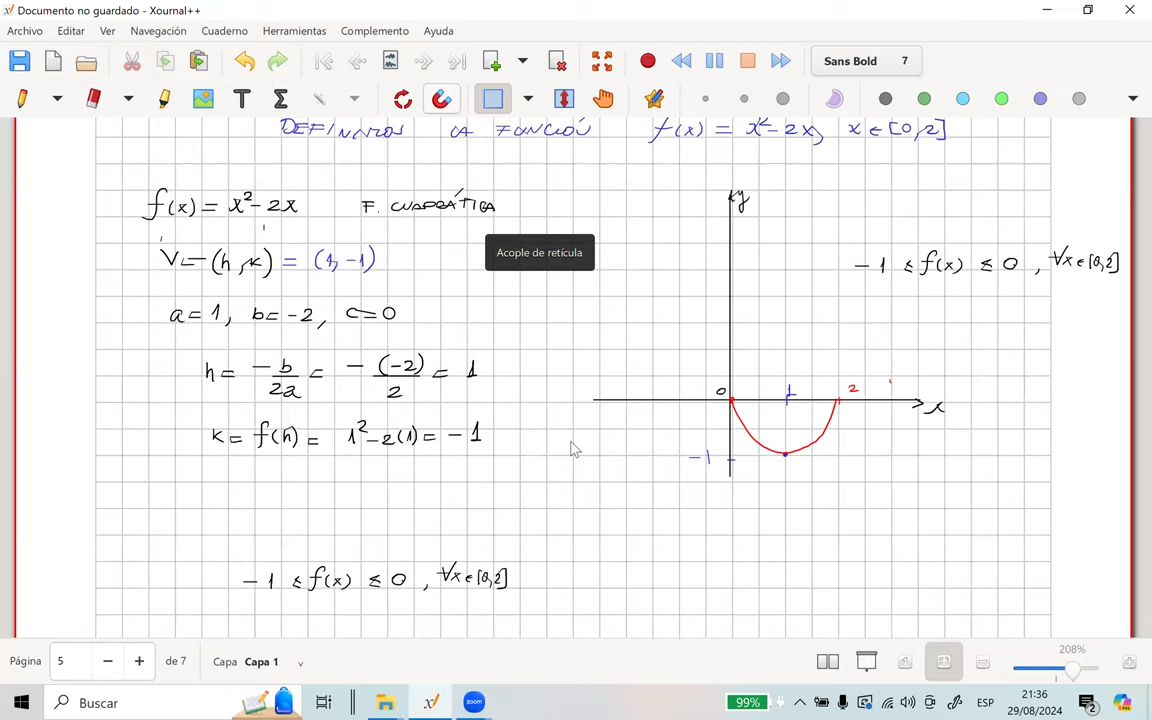 Documento no guardado - Xournal++
Archivo Editar Ver Navegación Cuaderno Herramientas Complemento Ayuda
Sans Bold 7
DEFINAMOS LA FUNCIÓN f(x) = x²-2x, x ∈ [0,2]
f(x) = x²-2x F. CUADRÁTICA
y
Acople de retícula
V=(h,k) = (1,-1)
-1 ≤ f(x) ≤ 0 , ∀x∈[0,2]
a=1, b=-2, c=0
h= -b/2a = -(-2)/2 = 1
0 1 2 x
k= f(h) = 1²-2(1) = -1
-1
-1 ≤ f(x) ≤ 0 , ∀x∈[0,2]
Página 5 de 7 Capa Capa 1 208%
Buscar 99% ESP 21:36 29/08/2024 2
zoom